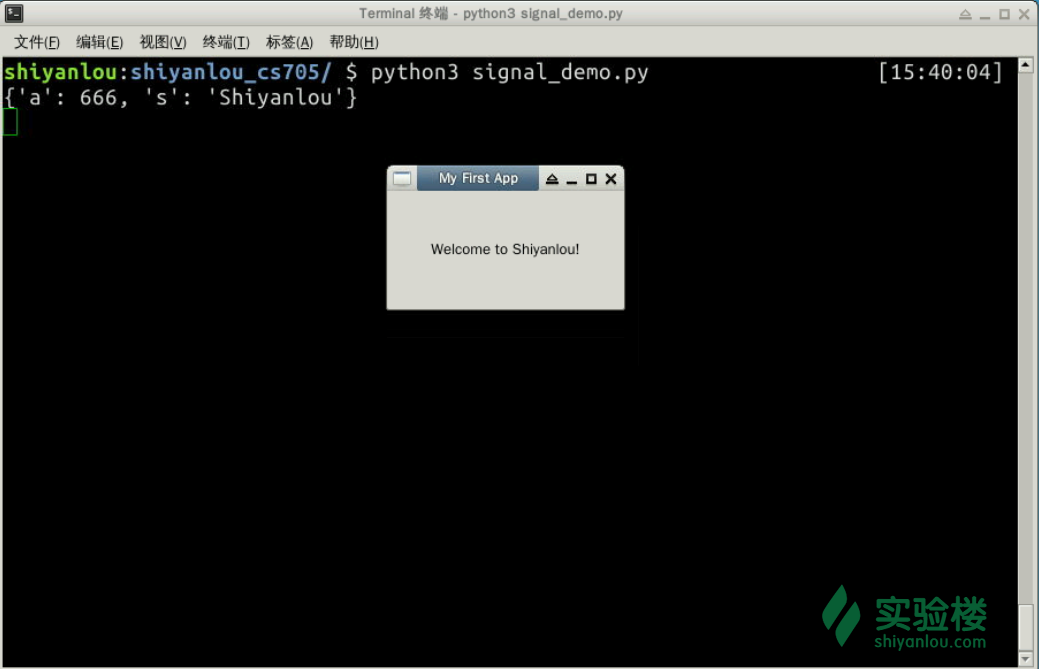 Terminal 终端 - python3 signal_demo.py
文件(F) 编辑(E) 视图(V) 终端(T) 标签(A) 帮助(H)
shiyanlou:shiyanlou_cs705/ $ python3 signal_demo.py [15:40:04]
{'a': 666, 's': 'Shiyanlou'}
My First App
Welcome to Shiyanlou!
实验楼
shiyanlou.com